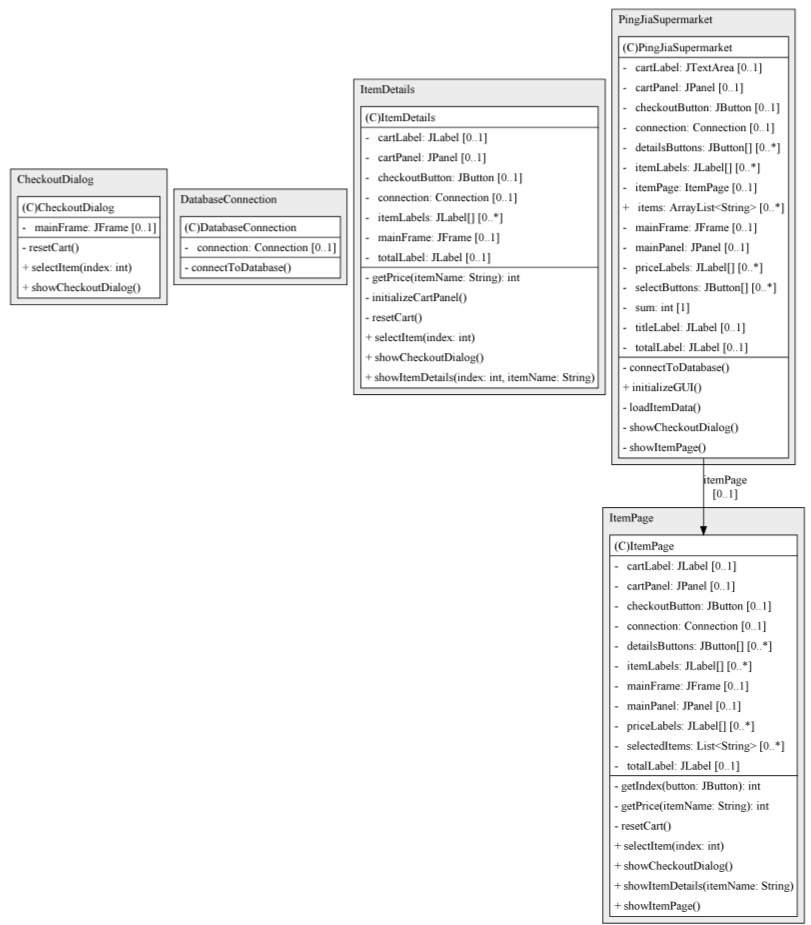 CheckoutDialog
(C)CheckoutDialog
- mainFrame: JFrame [0..1]
- resetCart()
+ selectItem(index: int)
+ showCheckoutDialog()
DatabaseConnection
(C)DatabaseConnection
- connection: Connection [0..1]
- connectToDatabase()
ItemDetails
(C)ItemDetails
- cartLabel: JLabel [0..1]
- cartPanel: JPanel [0..1]
- checkoutButton: JButton [0..1]
- connection: Connection [0..1]
- itemLabels: JLabel[] [0..*]
- mainFrame: JFrame [0..1]
- totalLabel: JLabel [0..1]
- getPrice(itemName: String): int
- initializeCartPanel()
- resetCart()
+ selectItem(index: int)
+ showCheckoutDialog()
+ showItemDetails(index: int, itemName: String)
PingJiaSupermarket
(C)PingJiaSupermarket
- cartLabel: JTextArea [0..1]
- cartPanel: JPanel [0..1]
- checkoutButton: JButton [0..1]
- connection: Connection [0..1]
- detailsButtons: JButton[] [0..*]
- itemLabels: JLabel[] [0..*]
- itemPage: ItemPage [0..1]
+ items: ArrayList<String> [0..*]
- mainFrame: JFrame [0..1]
- mainPanel: JPanel [0..1]
- priceLabels: JLabel[] [0..*]
- selectButtons: JButton[] [0..*]
- sum: int [1]
- titleLabel: JLabel [0..1]
- totalLabel: JLabel [0..1]
- connectToDatabase()
+ initializeGUI()
- loadItemData()
- showCheckoutDialog()
- showItemPage()
itemPage
[0..1]
ItemPage
(C)ItemPage
- cartLabel: JLabel [0..1]
- cartPanel: JPanel [0..1]
- checkoutButton: JButton [0..1]
- connection: Connection [0..1]
- detailsButtons: JButton[] [0..*]
- itemLabels: JLabel[] [0..*]
- mainFrame: JFrame [0..1]
- mainPanel: JPanel [0..1]
- priceLabels: JLabel[] [0..*]
- selectedItems: List<String> [0..*]
- totalLabel: JLabel [0..1]
- getIndex(button: JButton): int
- getPrice(itemName: String): int
- resetCart()
+ selectItem(index: int)
+ showCheckoutDialog()
+ showItemDetails(itemName: String)
+ showItemPage()